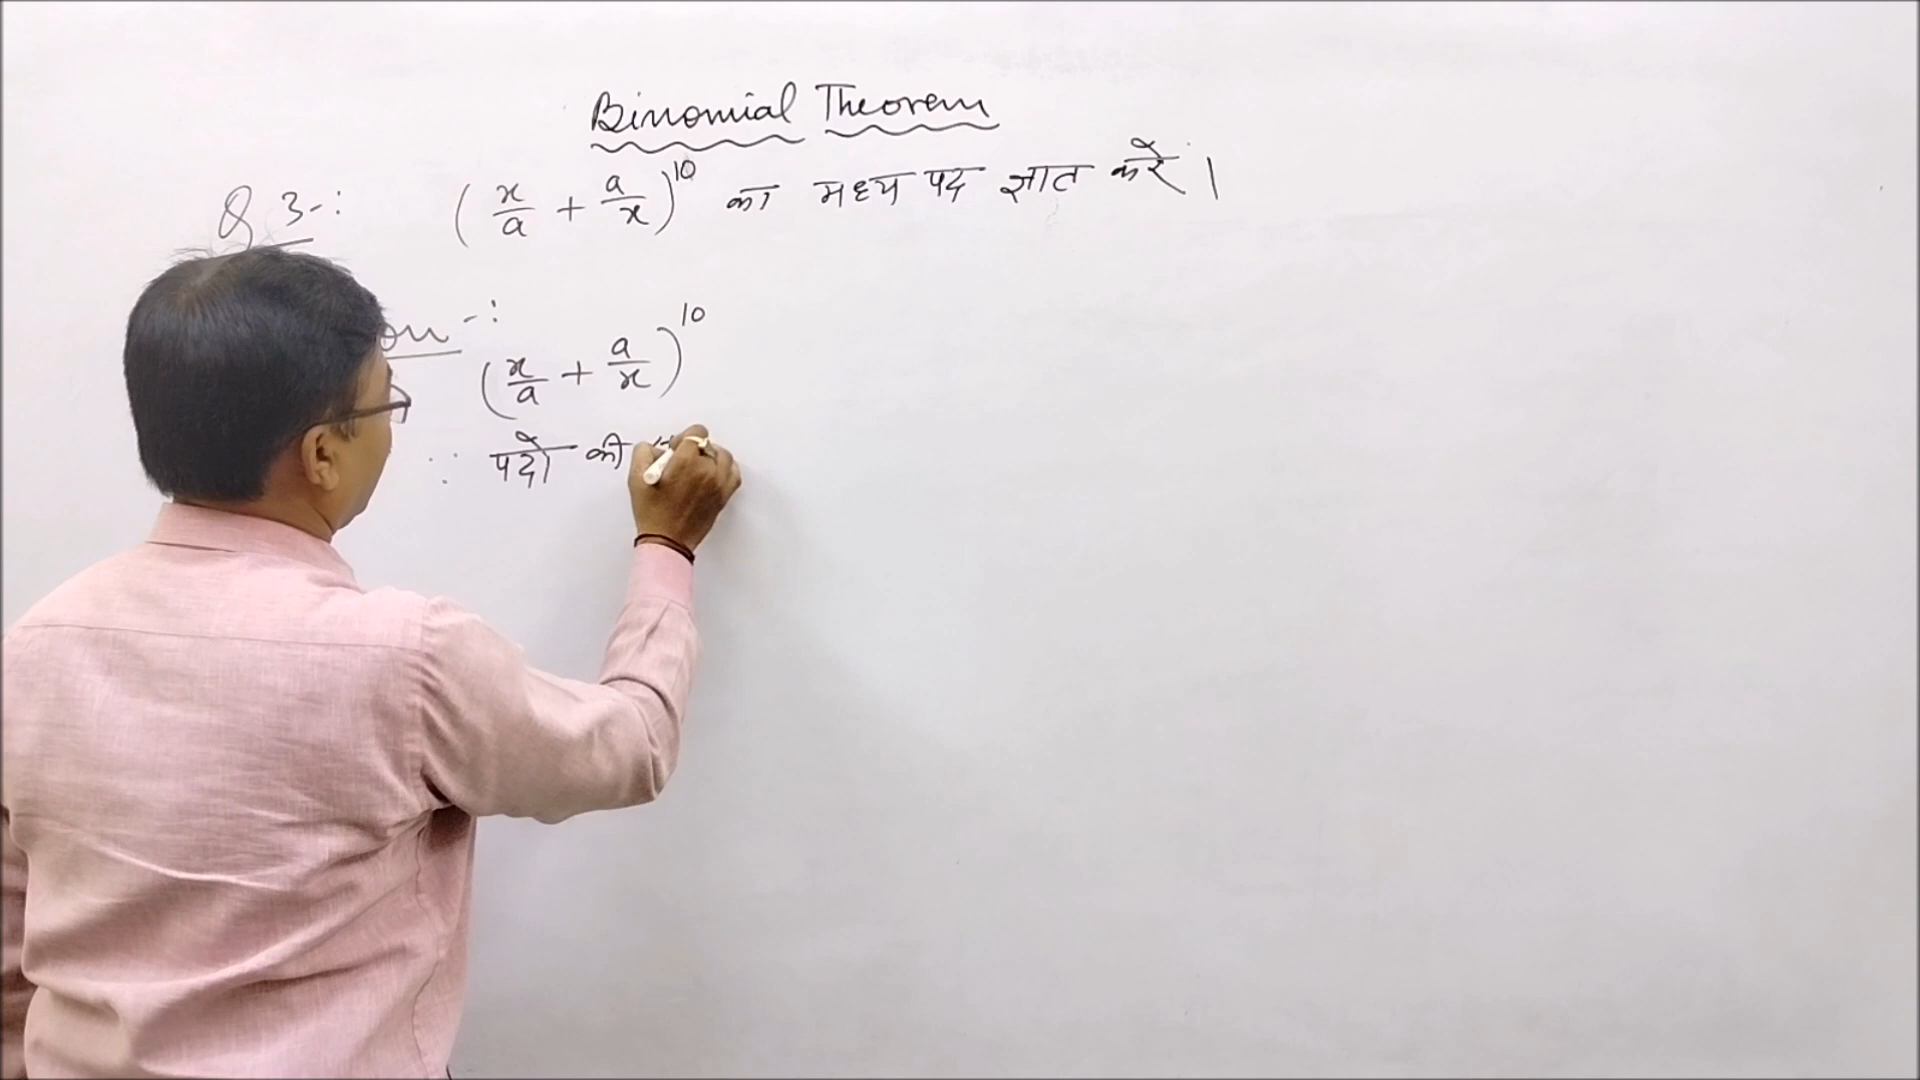 Binomial Theorem
Q 3-: (x/a + a/x)^10 का मध्य पद ज्ञात करें।
-:
(x/a + a/x)^10
∵ पदों की